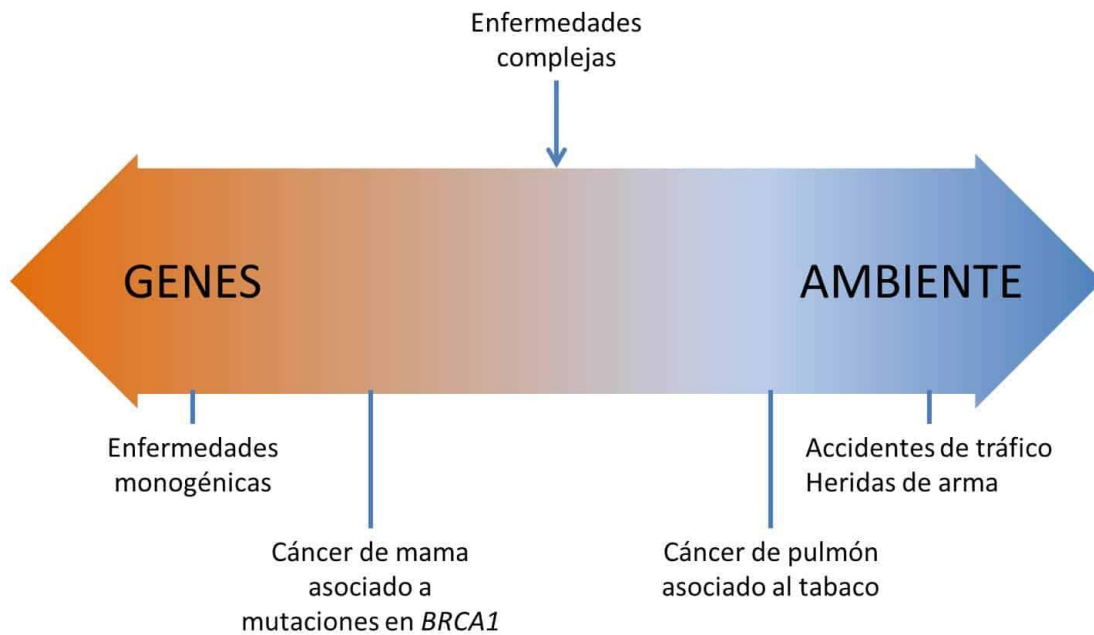 Enfermedades
complejas
GENES
AMBIENTE
Enfermedades
monogénicas
Accidentes de tráfico
Heridas de arma
Cáncer de mama
asociado a
mutaciones en BRCA1
Cáncer de pulmón
asociado al tabaco